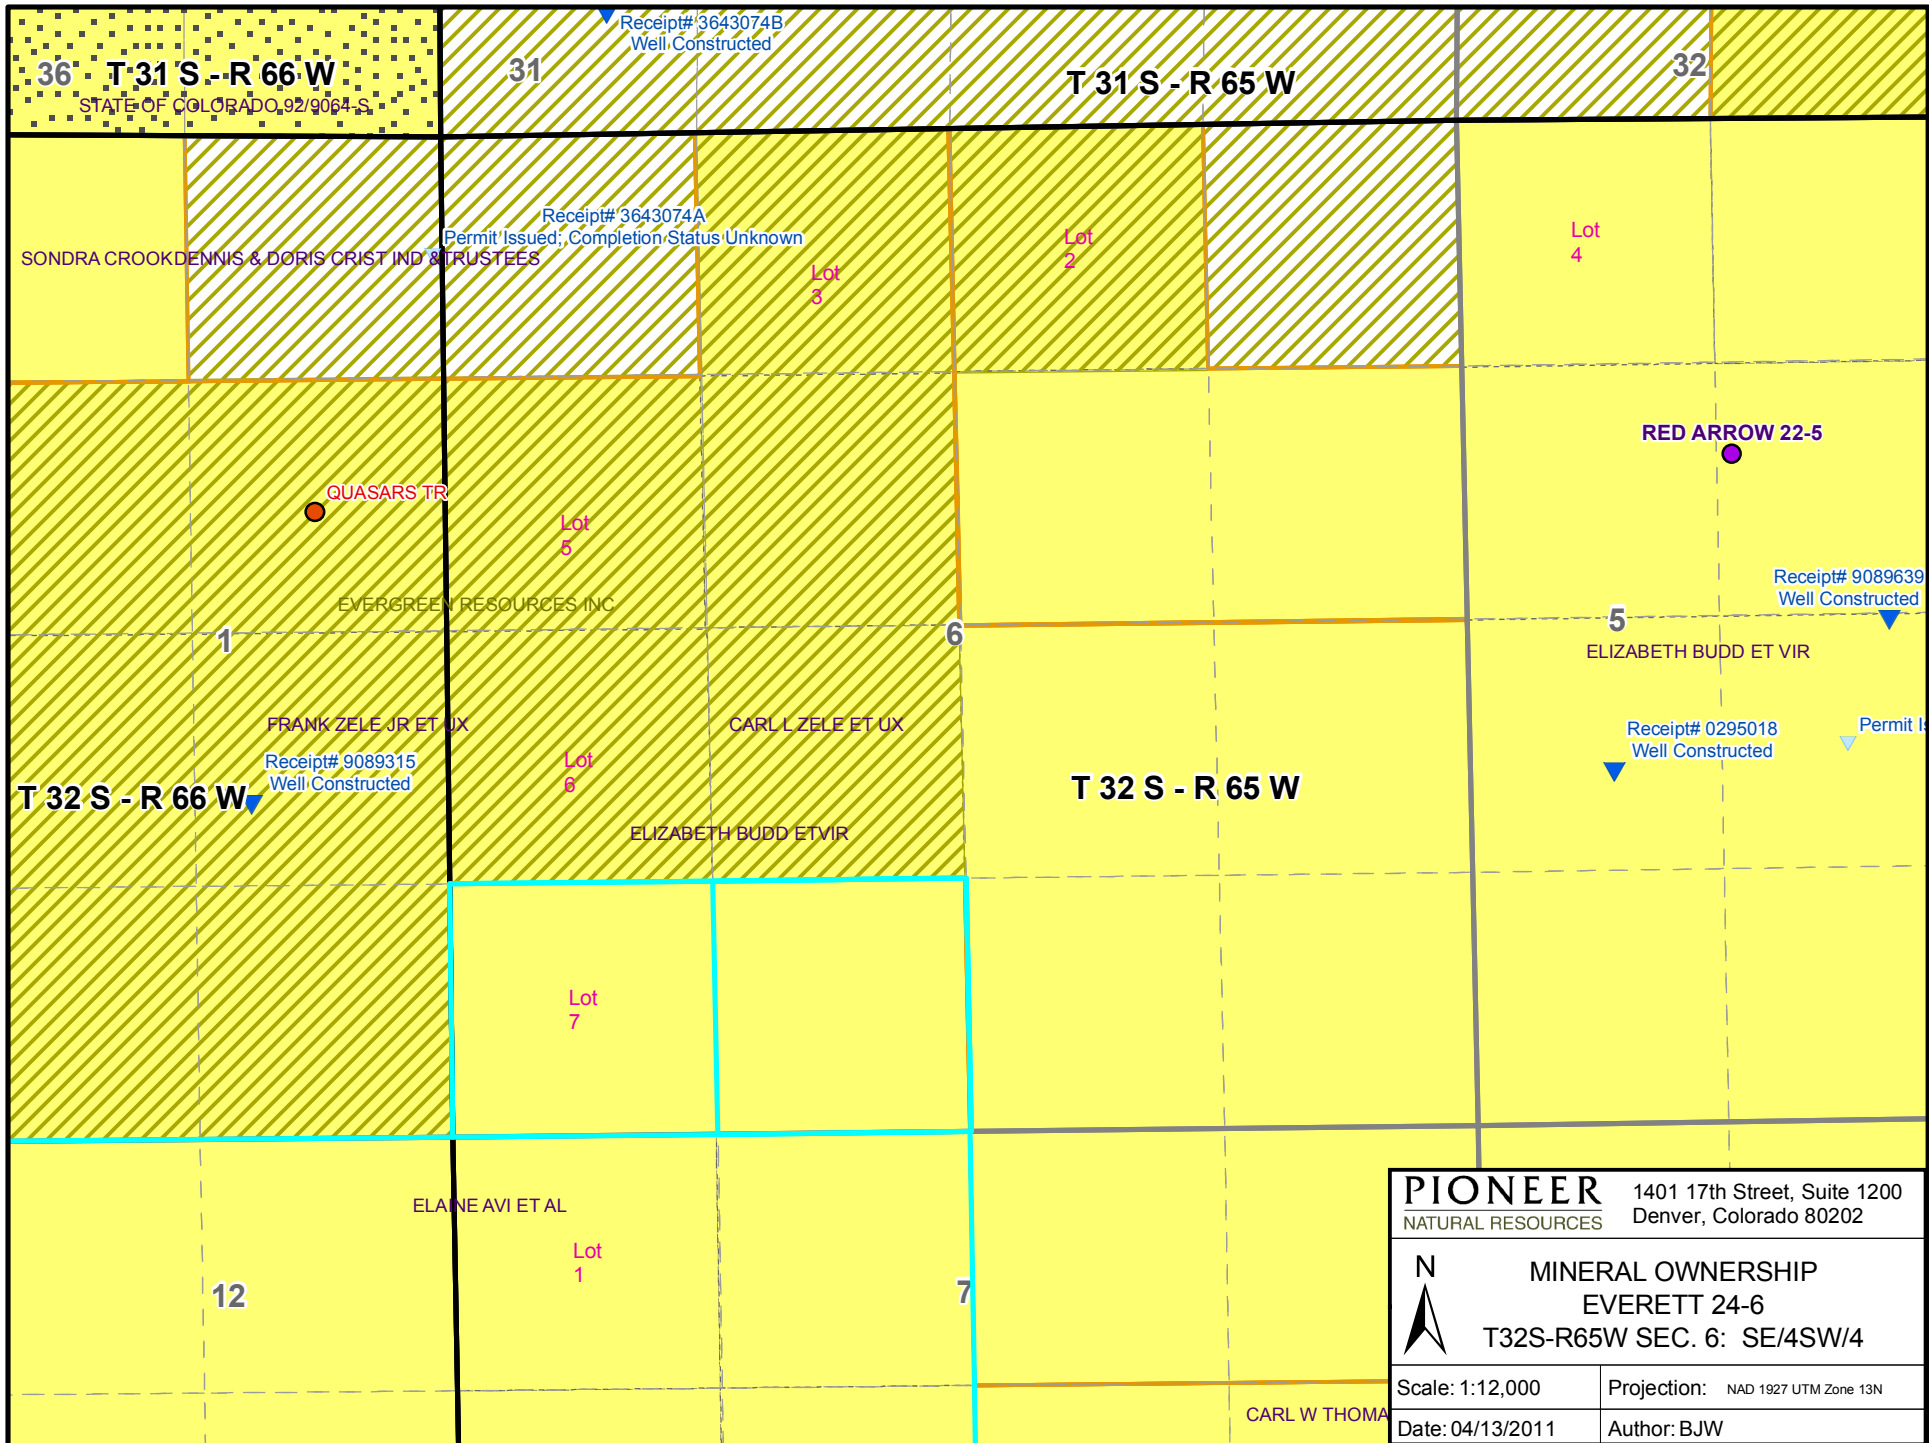 Receipt# 3643074B
Well Constructed
36
T 31 S - R 66 W
STATE OF COLORADO 92/9064-S
31
T 31 S - R 65 W
32
Receipt# 3643074A
Permit Issued; Completion Status Unknown
SONDRA CROOK
DENNIS & DORIS CRIST IND & TRUSTEES
Lot
3
Lot
2
Lot
4
RED ARROW 22-5
QUASARS TR
Lot
5
Receipt# 9089639
Well Constructed
EVERGREEN RESOURCES INC
1
6
5
ELIZABETH BUDD ET VIR
FRANK ZELE JR ET UX
CARL L ZELE ET UX
Receipt# 0295018
Well Constructed
Permit Is
Receipt# 9089315
Well Constructed
Lot
6
T 32 S - R 66 W
T 32 S - R 65 W
ELIZABETH BUDD ETVIR
Lot
7
ELAINE AVI ET AL
Lot
1
12
7
CARL W THOMA
PIONEER
NATURAL RESOURCES
1401 17th Street, Suite 1200
Denver, Colorado 80202
N
MINERAL OWNERSHIP
EVERETT 24-6
T32S-R65W SEC. 6: SE/4SW/4
Scale: 1:12,000
Projection: NAD 1927 UTM Zone 13N
Date: 04/13/2011
Author: BJW